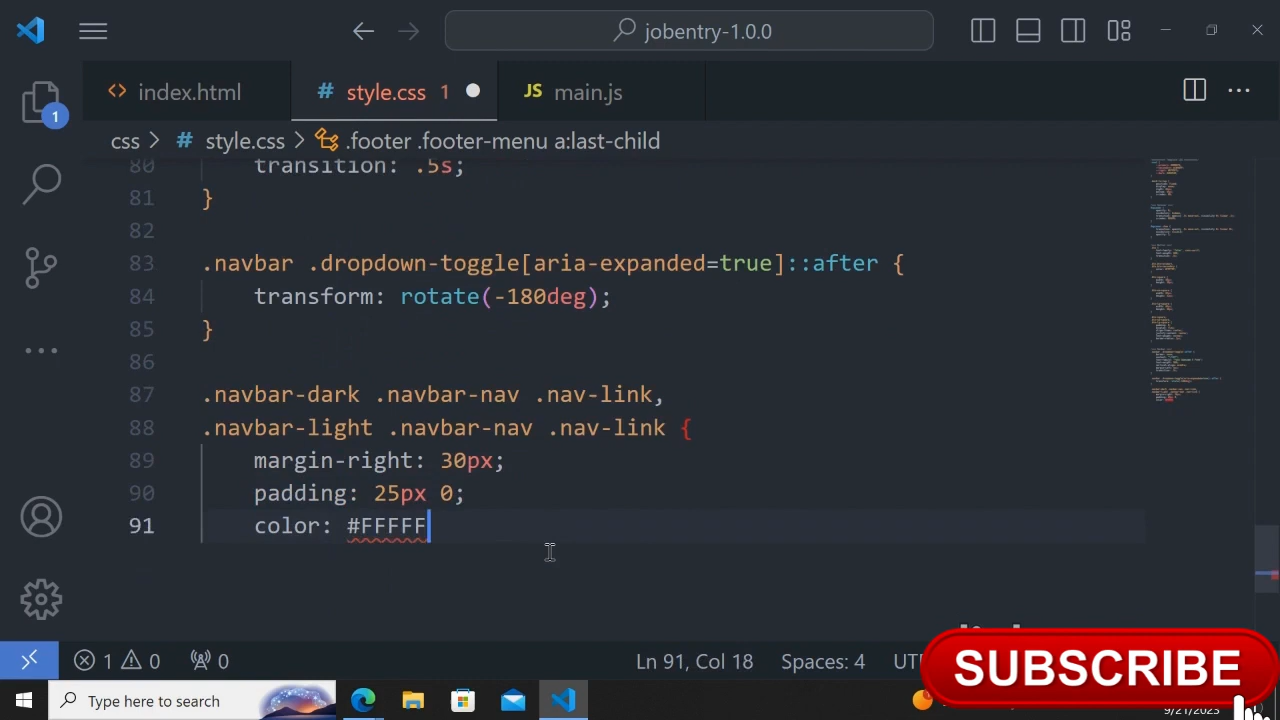 jobentry-1.0.0
index.html
# style.css 1
JS main.js
1
css > # style.css > .footer .footer-menu a:last-child
80 transition: .5s;
81 }
82
83 .navbar .dropdown-toggle[aria-expanded=true]::after {
84 transform: rotate(-180deg);
85 }
86
87 .navbar-dark .navbar-nav .nav-link,
88 .navbar-light .navbar-nav .nav-link {
89 margin-right: 30px;
90 padding: 25px 0;
91 color: #FFFFF
1 0 0
Ln 91, Col 18 Spaces: 4
SUBSCRIBE
Type here to search
9/21/2023